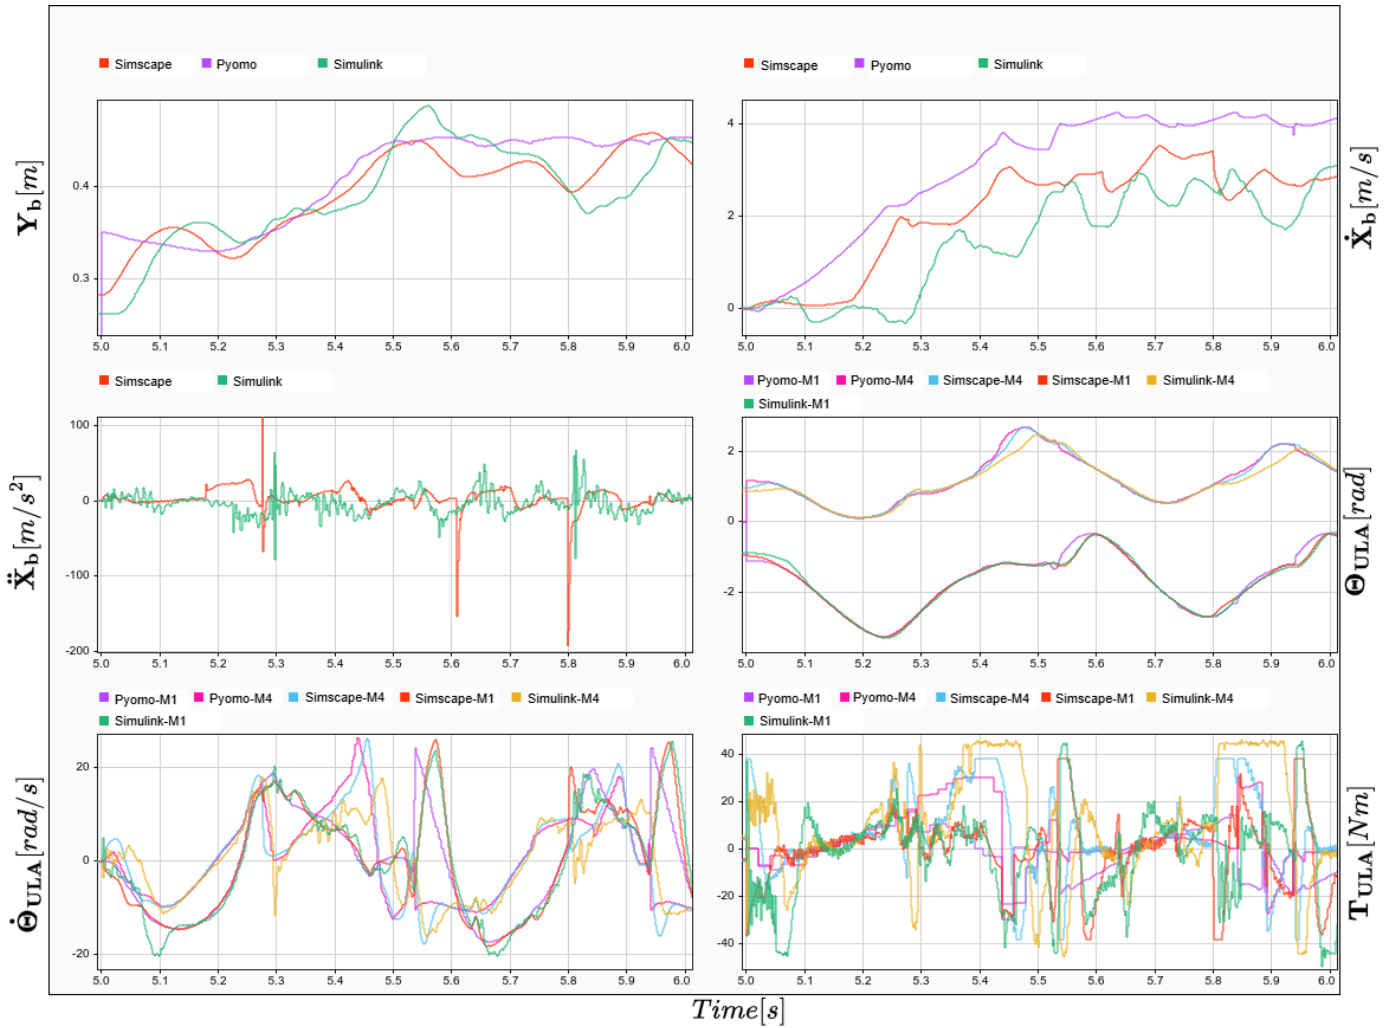 Simscape Pyomo Simulink
Y_b[m]
0.4
0.3
5.0 5.1 5.2 5.3 5.4 5.5 5.6 5.7 5.8 5.9 6.0
Simscape Pyomo Simulink
4
2
0
Ẋ_b[m/s]
5.0 5.1 5.2 5.3 5.4 5.5 5.6 5.7 5.8 5.9 6.0
Simscape Simulink
Ẍ_b[m/s²]
100
0
-100
-200
5.0 5.1 5.2 5.3 5.4 5.5 5.6 5.7 5.8 5.9 6.0
Pyomo-M1 Pyomo-M4 Simscape-M4 Simscape-M1 Simulink-M4
Simulink-M1
2
0
-2
Θ_ULA[rad]
5.0 5.1 5.2 5.3 5.4 5.5 5.6 5.7 5.8 5.9 6.0
Pyomo-M1 Pyomo-M4 Simscape-M4 Simscape-M1 Simulink-M4
Simulink-M1
Θ̇_ULA[rad/s]
20
0
-20
5.0 5.1 5.2 5.3 5.4 5.5 5.6 5.7 5.8 5.9 6.0
Pyomo-M1 Pyomo-M4 Simscape-M4 Simscape-M1 Simulink-M4
Simulink-M1
40
20
0
-20
-40
T_ULA[Nm]
5.0 5.1 5.2 5.3 5.4 5.5 5.6 5.7 5.8 5.9 6.0
Time[s]